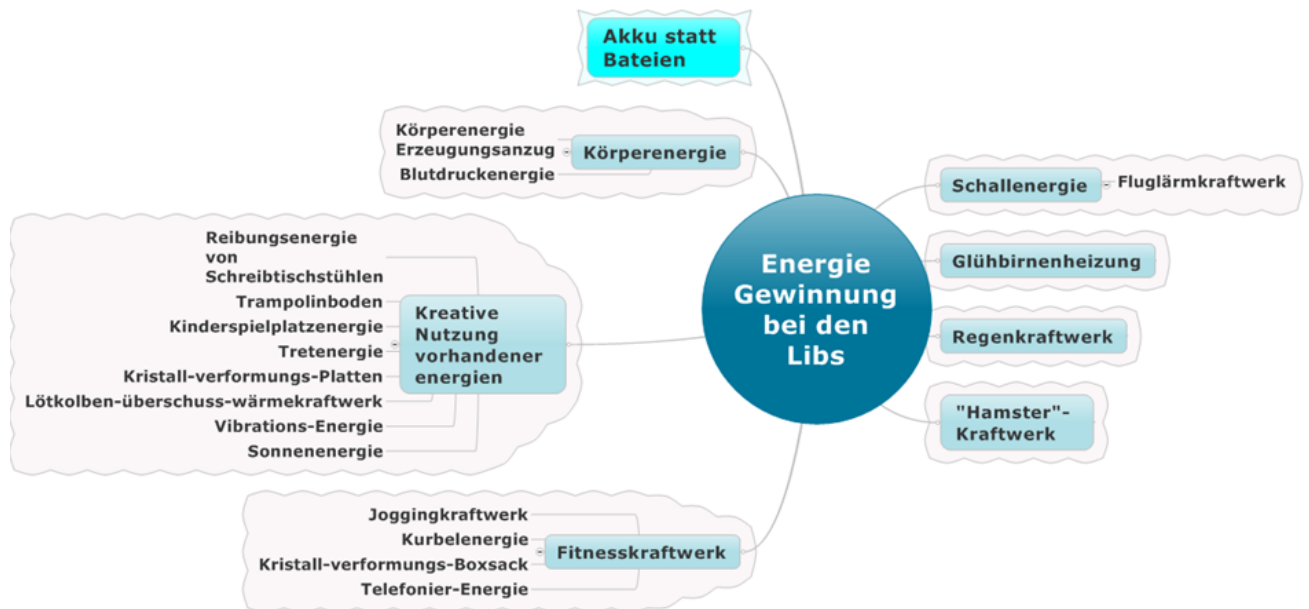 Akku statt
Bateien
Körperenergie
Erzeugungsanzug
Blutdruckenergie
Körperenergie
Reibungsenergie
von
Schreibtischstühlen
Trampolinboden
Kinderspielplatzenergie
Tretenergie
Kristall-verformungs-Platten
Lötkolben-überschuss-wärmekraftwerk
Vibrations-Energie
Sonnenenergie
Kreative
Nutzung
vorhandener
energien
Joggingkraftwerk
Kurbelenergie
Kristall-verformungs-Boxsack
Telefonier-Energie
Fitnesskraftwerk
Energie
Gewinnung
bei den
Libs
Schallenergie
Fluglärmkraftwerk
Glühbirnenheizung
Regenkraftwerk
"Hamster"-
Kraftwerk